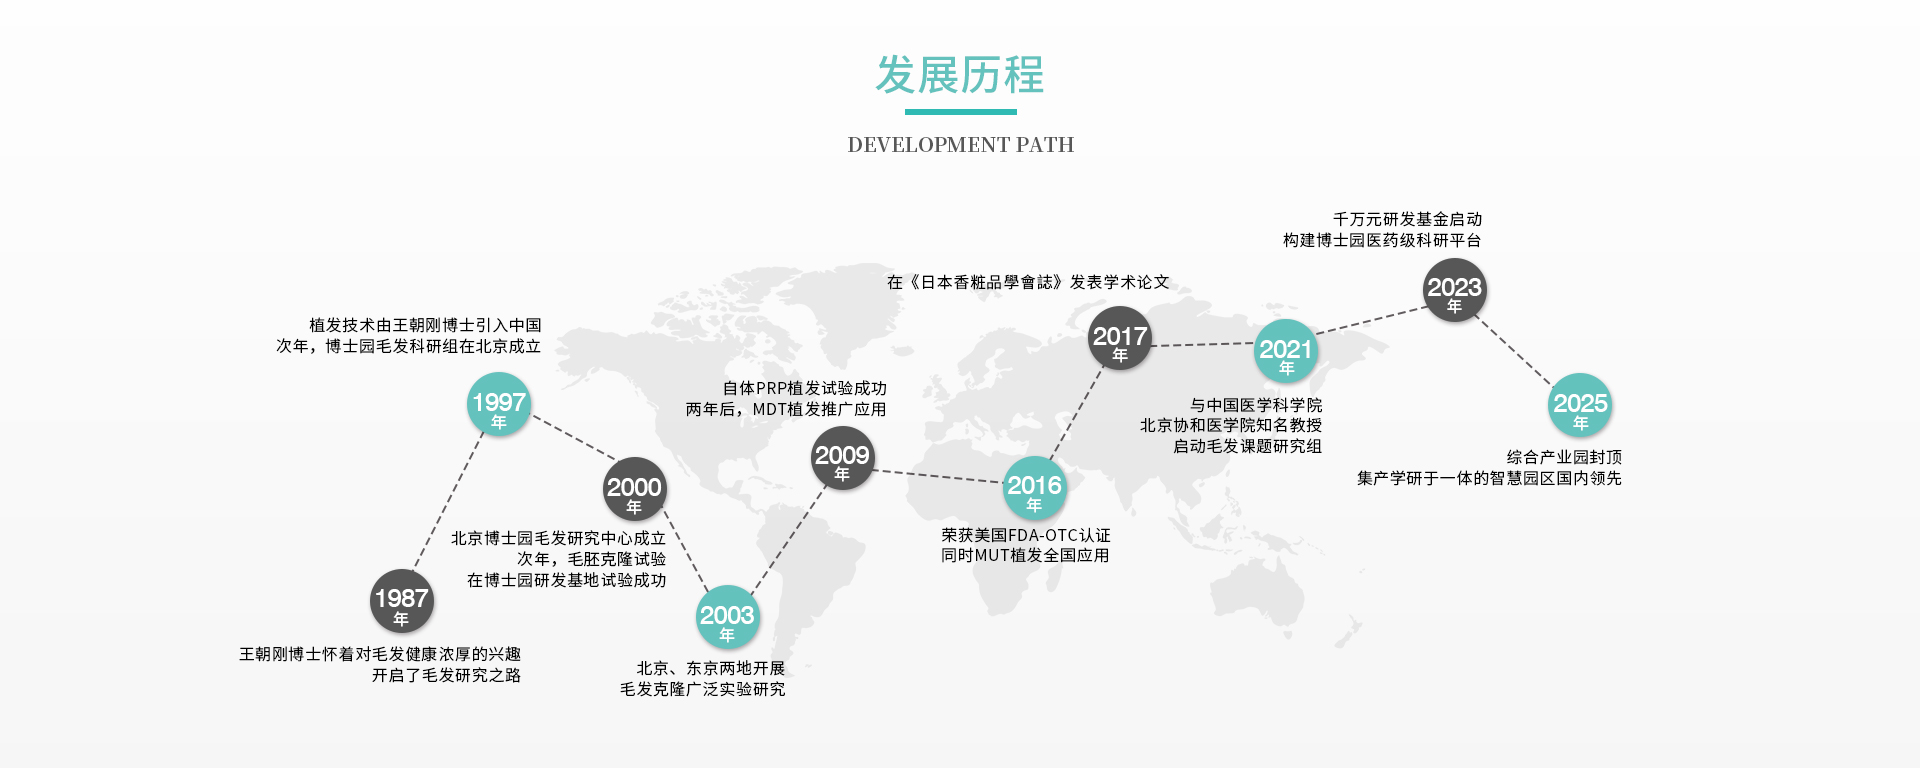 发展历程
DEVELOPMENT PATH
1987
年
王朝刚博士怀着对毛发健康浓厚的兴趣
开启了毛发研究之路
植发技术由王朝刚博士引入中国
次年，博士园毛发科研组在北京成立
1997
年
2000
年
北京博士园毛发研究中心成立
次年，毛胚克隆试验
在博士园研发基地试验成功
2003
年
北京、东京两地开展
毛发克隆广泛实验研究
自体PRP植发试验成功
两年后，MDT植发推广应用
2009
年
2016
年
荣获美国FDA-OTC认证
同时MUT植发全国应用
在《日本香粧品學會誌》发表学术论文
2017
年
2021
年
与中国医学科学院
北京协和医学院知名教授
启动毛发课题研究组
千万元研发基金启动
构建博士园医药级科研平台
2023
年
2025
年
综合产业园封顶
集产学研于一体的智慧园区国内领先